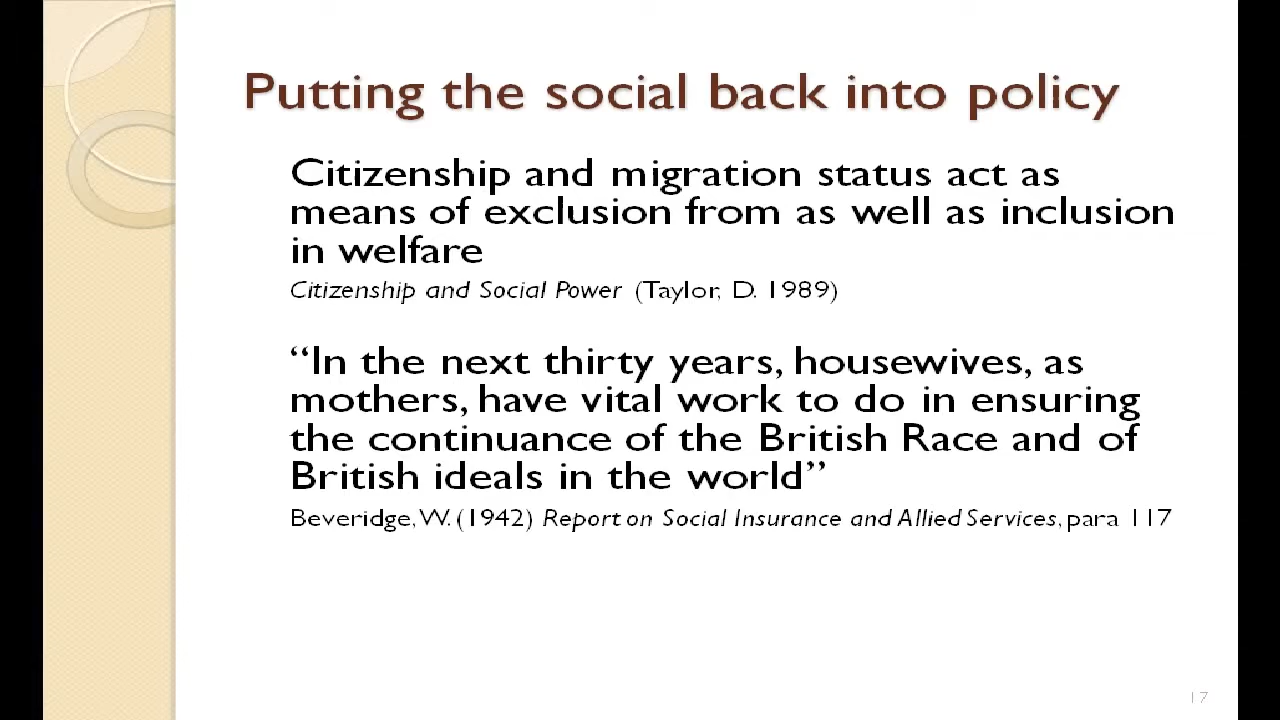 Putting the social back into policy
Citizenship and migration status act as
means of exclusion from as well as inclusion
in welfare
Citizenship and Social Power (Taylor, D. 1989)
“In the next thirty years, housewives, as
mothers, have vital work to do in ensuring
the continuance of the British Race and of
British ideals in the world”
Beveridge, W. (1942) Report on Social Insurance and Allied Services, para 117
17